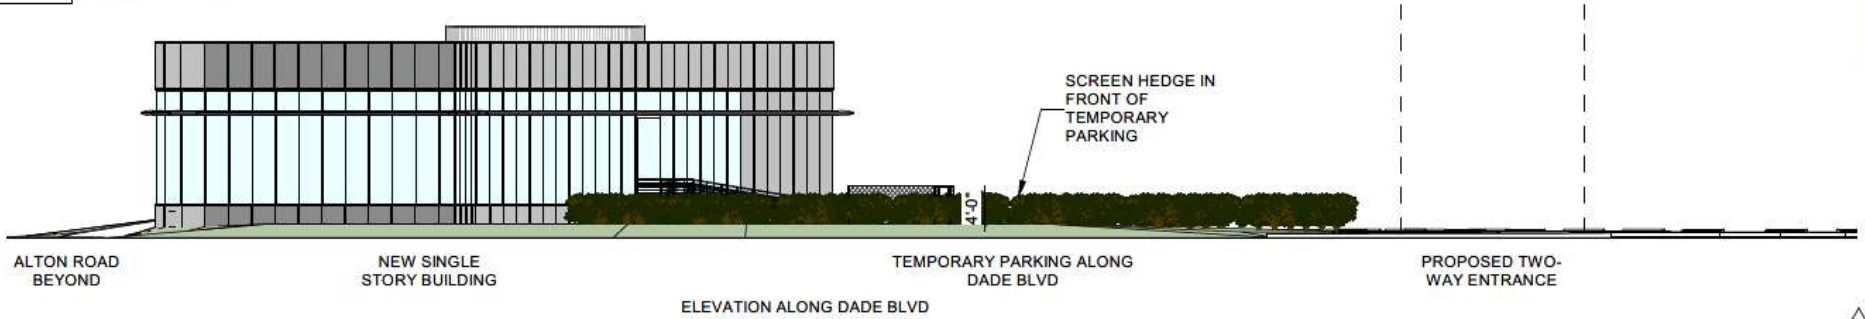 SCREEN HEDGE IN
FRONT OF
TEMPORARY
PARKING
4'-0"
ALTON ROAD
BEYOND
NEW SINGLE
STORY BUILDING
TEMPORARY PARKING ALONG
DADE BLVD
PROPOSED TWO-
WAY ENTRANCE
ELEVATION ALONG DADE BLVD